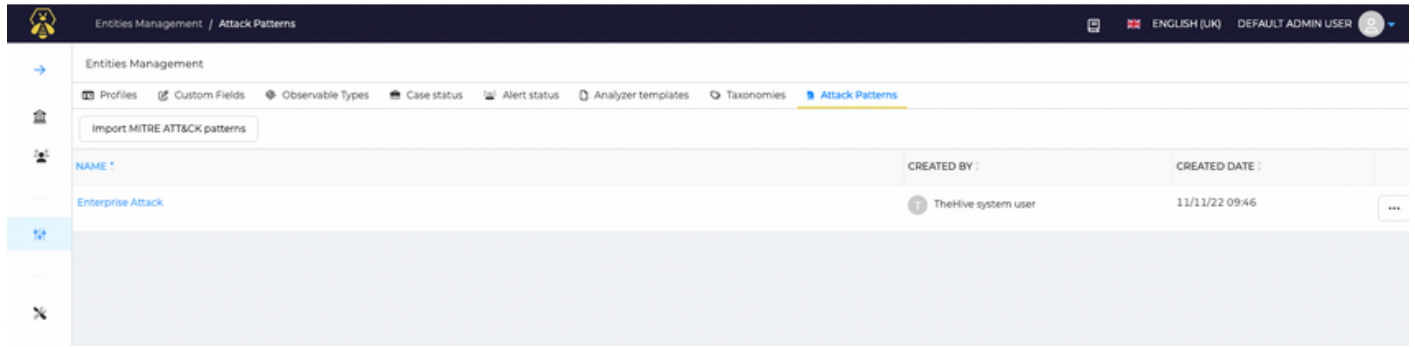 Entities Management / Attack Patterns ENGLISH (UK) DEFAULT ADMIN USER
Entities Management
Profiles Custom Fields Observable Types Case status Alert status Analyzer templates Taxonomies Attack Patterns
Import MITRE ATT&CK patterns
NAME CREATED BY CREATED DATE
Enterprise Attack T TheHive system user 11/11/22 09:46